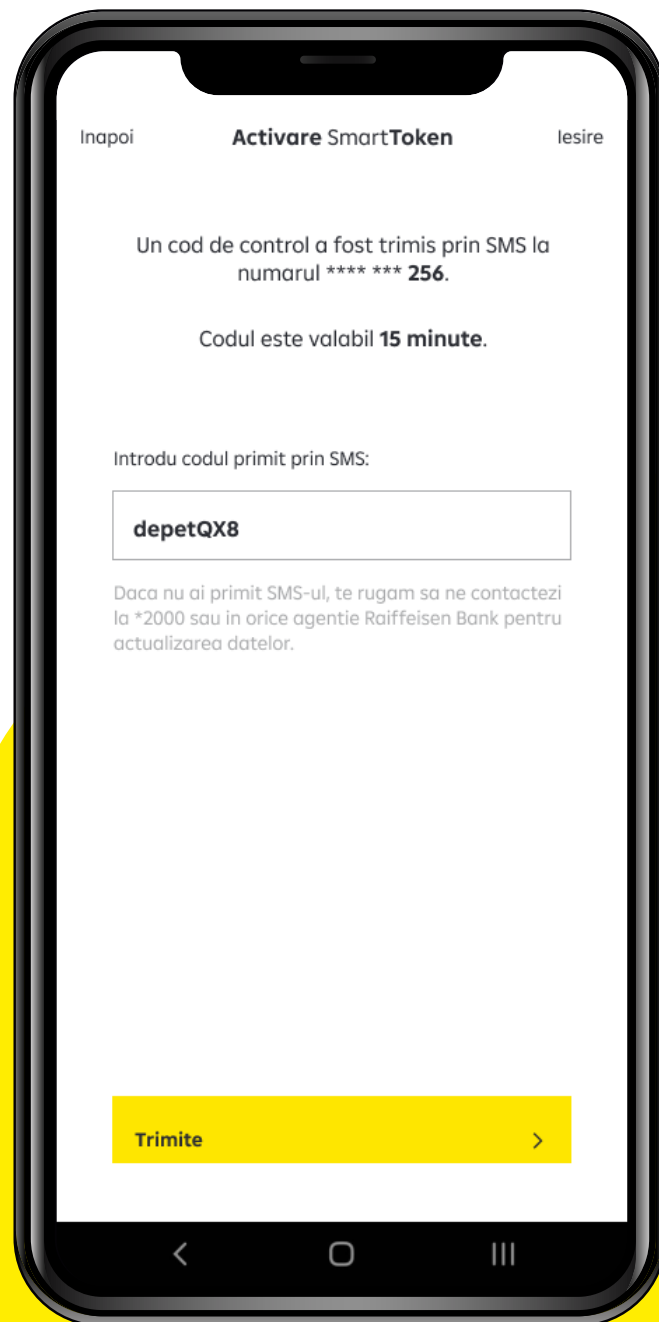 Inapoi
Activare SmartToken
Iesire
Un cod de control a fost trimis prin SMS la
numarul **** *** 256.
Codul este valabil 15 minute.
Introdu codul primit prin SMS:
depetQX8
Daca nu ai primit SMS-ul, te rugam sa ne contactezi
la *2000 sau in orice agentie Raiffeisen Bank pentru
actualizarea datelor.
Trimite